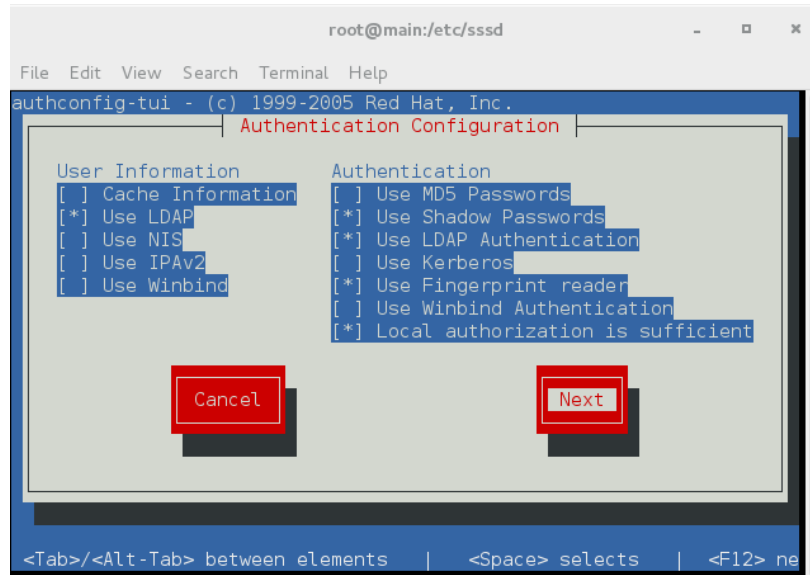 root@main:/etc/sssd
File Edit View Search Terminal Help
authconfig-tui - (c) 1999-2005 Red Hat, Inc.
Authentication Configuration
User Information Authentication
[ ] Cache Information [ ] Use MD5 Passwords
[*] Use LDAP [*] Use Shadow Passwords
[ ] Use NIS [*] Use LDAP Authentication
[ ] Use IPAv2 [ ] Use Kerberos
[ ] Use Winbind [*] Use Fingerprint reader
[ ] Use Winbind Authentication
[*] Local authorization is sufficient
Cancel Next
<Tab>/<Alt-Tab> between elements | <Space> selects | <F12> ne